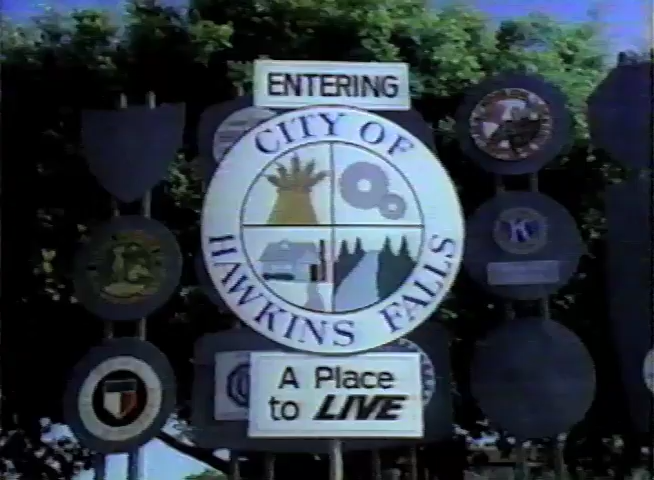 ENTERING
CITY OF
HAWKINS FALLS
A Place
to LIVE